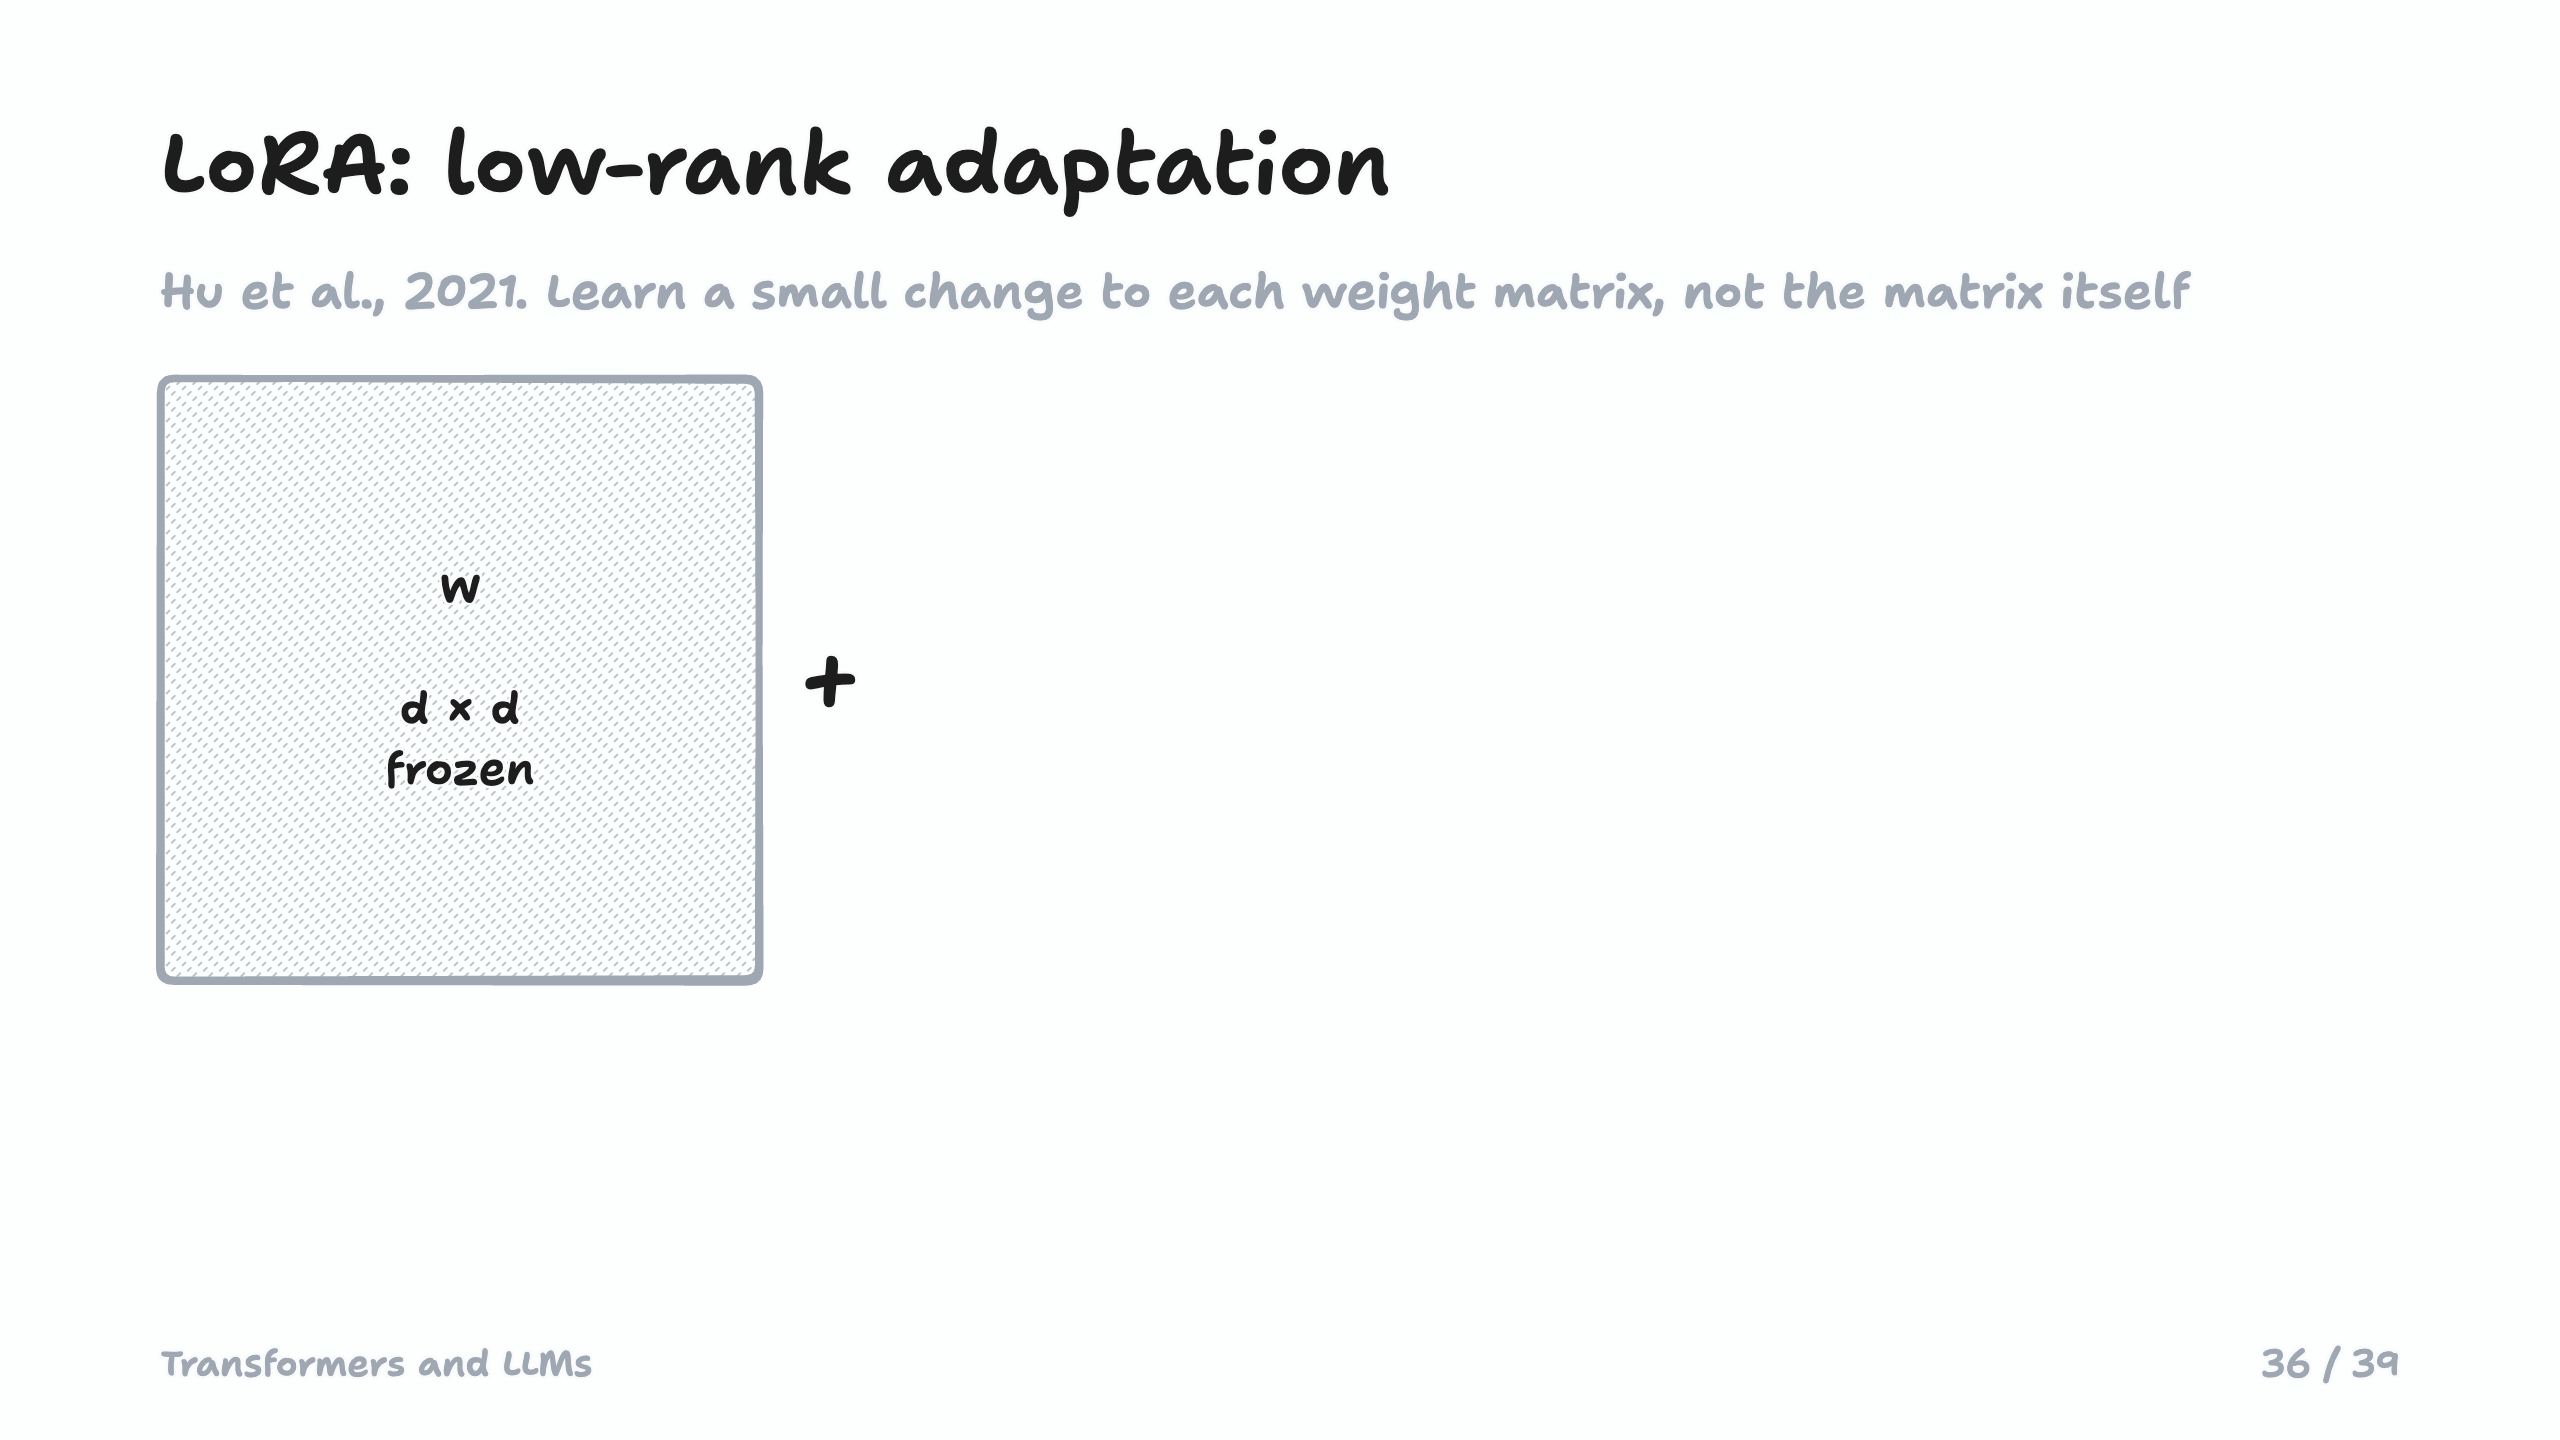 LoRA: low-rank adaptation
Hu et al., 2021. Learn a small change to each weight matrix, not the matrix itself
W
d × d
frozen
+
Transformers and LLMs
36 / 39